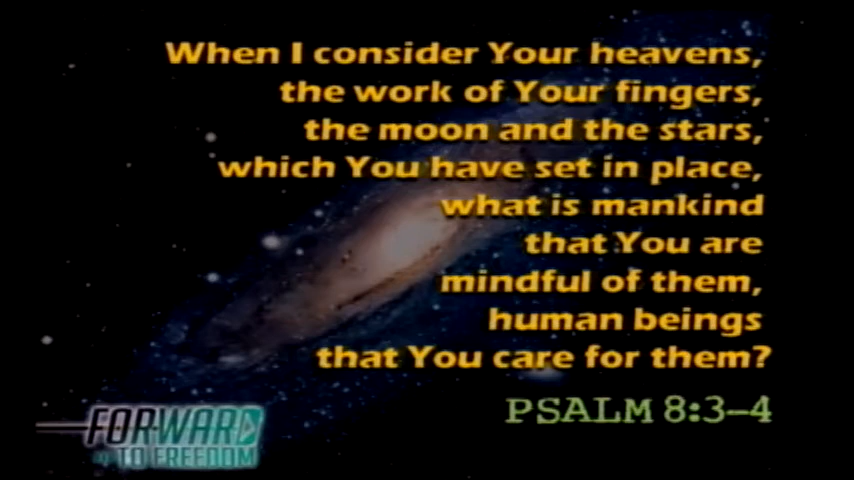 When I consider Your heavens,
the work of Your fingers,
the moon and the stars,
which You have set in place,
what is mankind
that You are
mindful of them,
human beings
that You care for them?
PSALM 8:3-4
FORWARD
TO FREEDOM